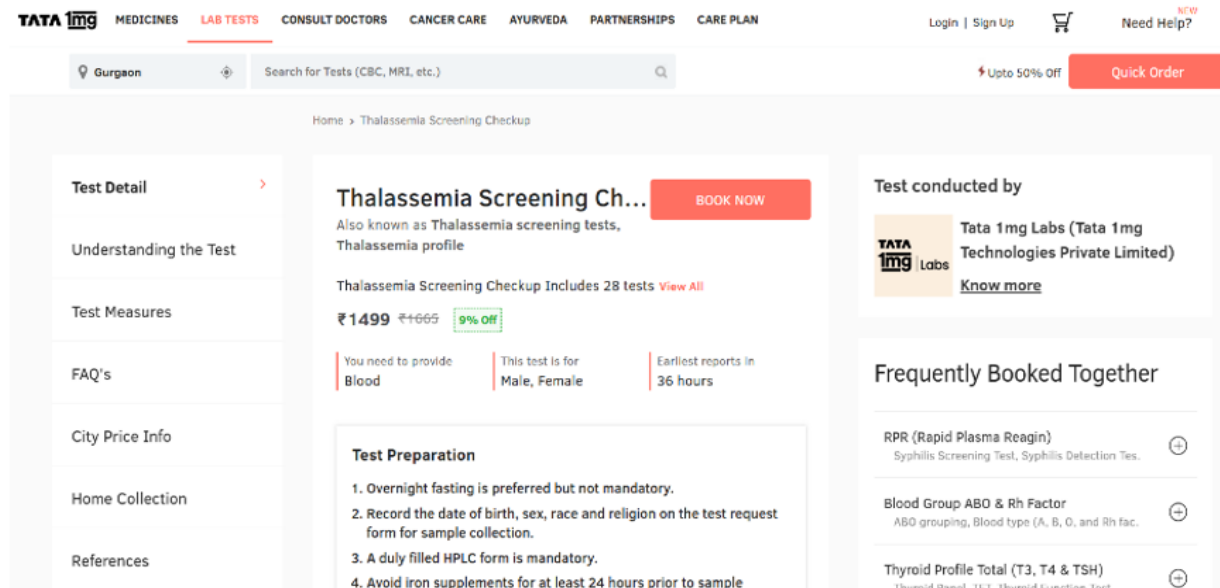 TATA 1mg MEDICINES LAB TESTS CONSULT DOCTORS CANCER CARE AYURVEDA PARTNERSHIPS CARE PLAN Login | Sign Up NEW Need Help?
Gurgaon Search for Tests (CBC, MRI, etc.) Upto 50% Off Quick Order
Home > Thalassemia Screening Checkup
Test Detail
Understanding the Test
Test Measures
FAQ's
City Price Info
Home Collection
References
Thalassemia Screening Ch...
BOOK NOW
Also known as Thalassemia screening tests,
Thalassemia profile
Thalassemia Screening Checkup Includes 28 tests View All
₹1499 ₹1665 9% Off
You need to provide
Blood
This test is for
Male, Female
Earliest reports in
36 hours
Test Preparation
1. Overnight fasting is preferred but not mandatory.
2. Record the date of birth, sex, race and religion on the test request
form for sample collection.
3. A duly filled HPLC form is mandatory.
4. Avoid iron supplements for at least 24 hours prior to sample
Test conducted by
TATA 1mg Labs
Tata 1mg Labs (Tata 1mg
Technologies Private Limited)
Know more
Frequently Booked Together
RPR (Rapid Plasma Reagin)
Syphilis Screening Test, Syphilis Detection Tes.
Blood Group ABO & Rh Factor
ABO grouping, Blood type (A, B, O, and Rh fac.
Thyroid Profile Total (T3, T4 & TSH)
Thyroid Panel, TFT, Thyroid Function Test